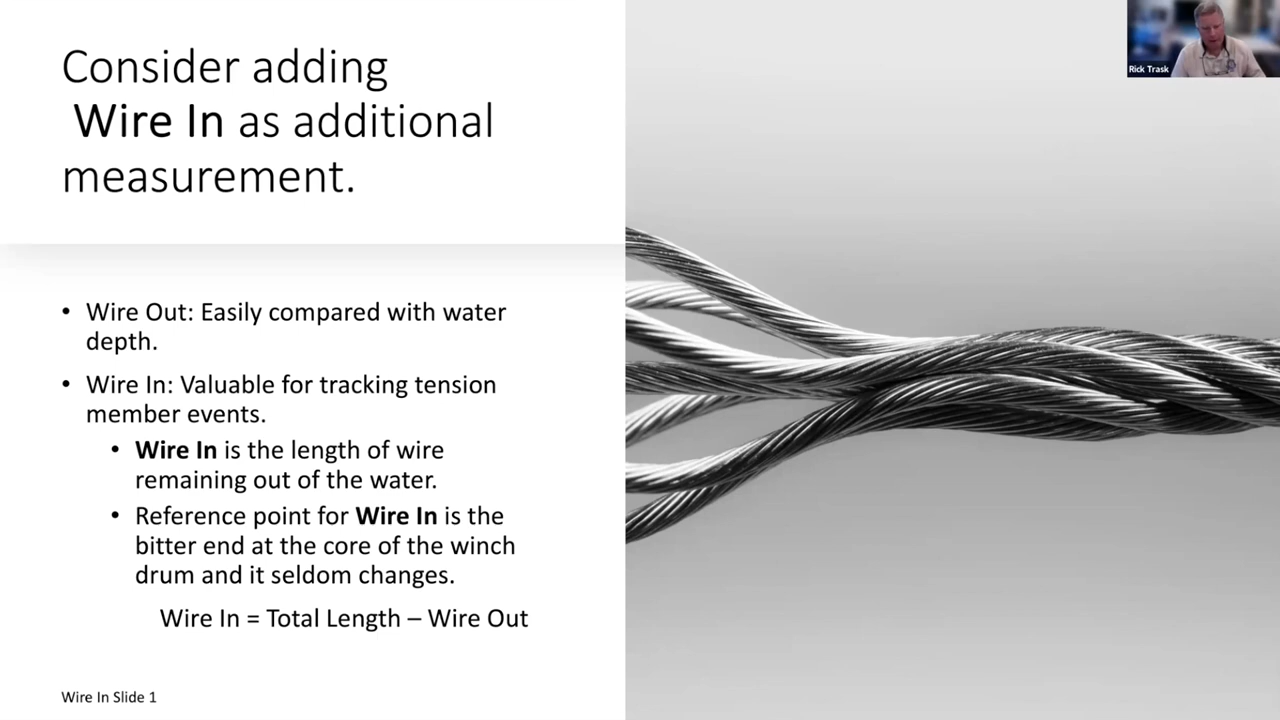 Consider adding
Wire In as additional
measurement.
• Wire Out: Easily compared with water
depth.
• Wire In: Valuable for tracking tension
member events.
• Wire In is the length of wire
remaining out of the water.
• Reference point for Wire In is the
bitter end at the core of the winch
drum and it seldom changes.
Wire In = Total Length – Wire Out
Wire In Slide 1
Rick Trask